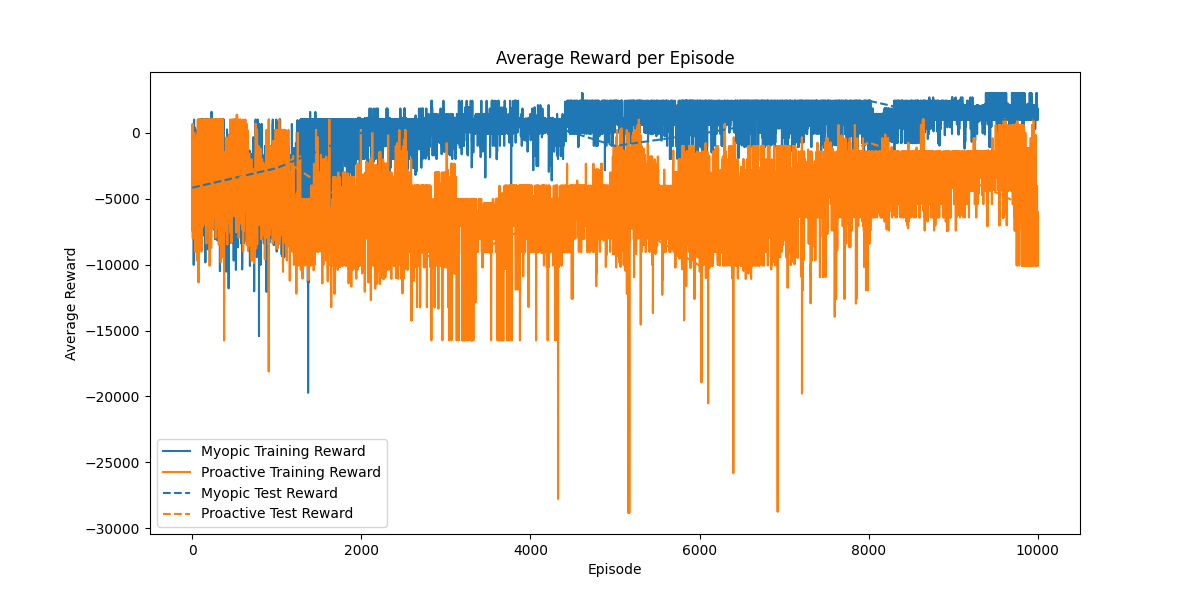 Average Reward per Episode
Average Reward
0
−5000
−10000
−15000
−20000
−25000
−30000
Myopic Training Reward
Proactive Training Reward
Myopic Test Reward
Proactive Test Reward
0 2000 4000 6000 8000 10000
Episode